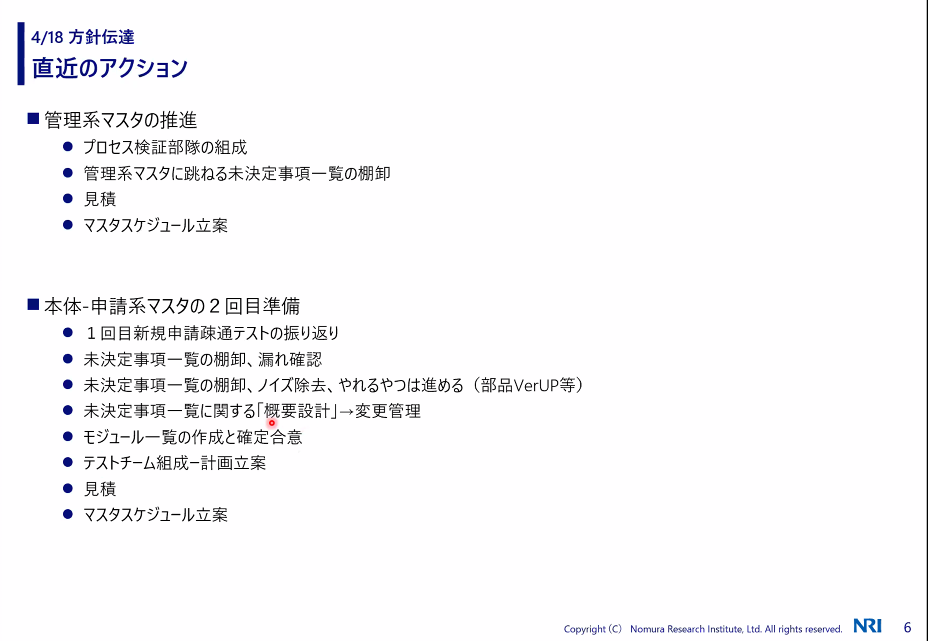 4/18 方針伝達
直近のアクション
■ 管理系マスタの推進
● プロセス検証部隊の組成
● 管理系マスタに跳ねる未決定事項一覧の棚卸
● 見積
● マスタスケジュール立案
■ 本体-申請系マスタの２回目準備
● １回目新規申請疎通テストの振り返り
● 未決定事項一覧の棚卸、漏れ確認
● 未決定事項一覧の棚卸、ノイズ除去、やれるやつは進める（部品VerUP等）
● 未決定事項一覧に関する「概要設計」→変更管理
● モジュール一覧の作成と確定合意
● テストチーム組成–計画立案
● 見積
● マスタスケジュール立案
Copyright（C） Nomura Research Institute, Ltd. All rights reserved. NRI 6